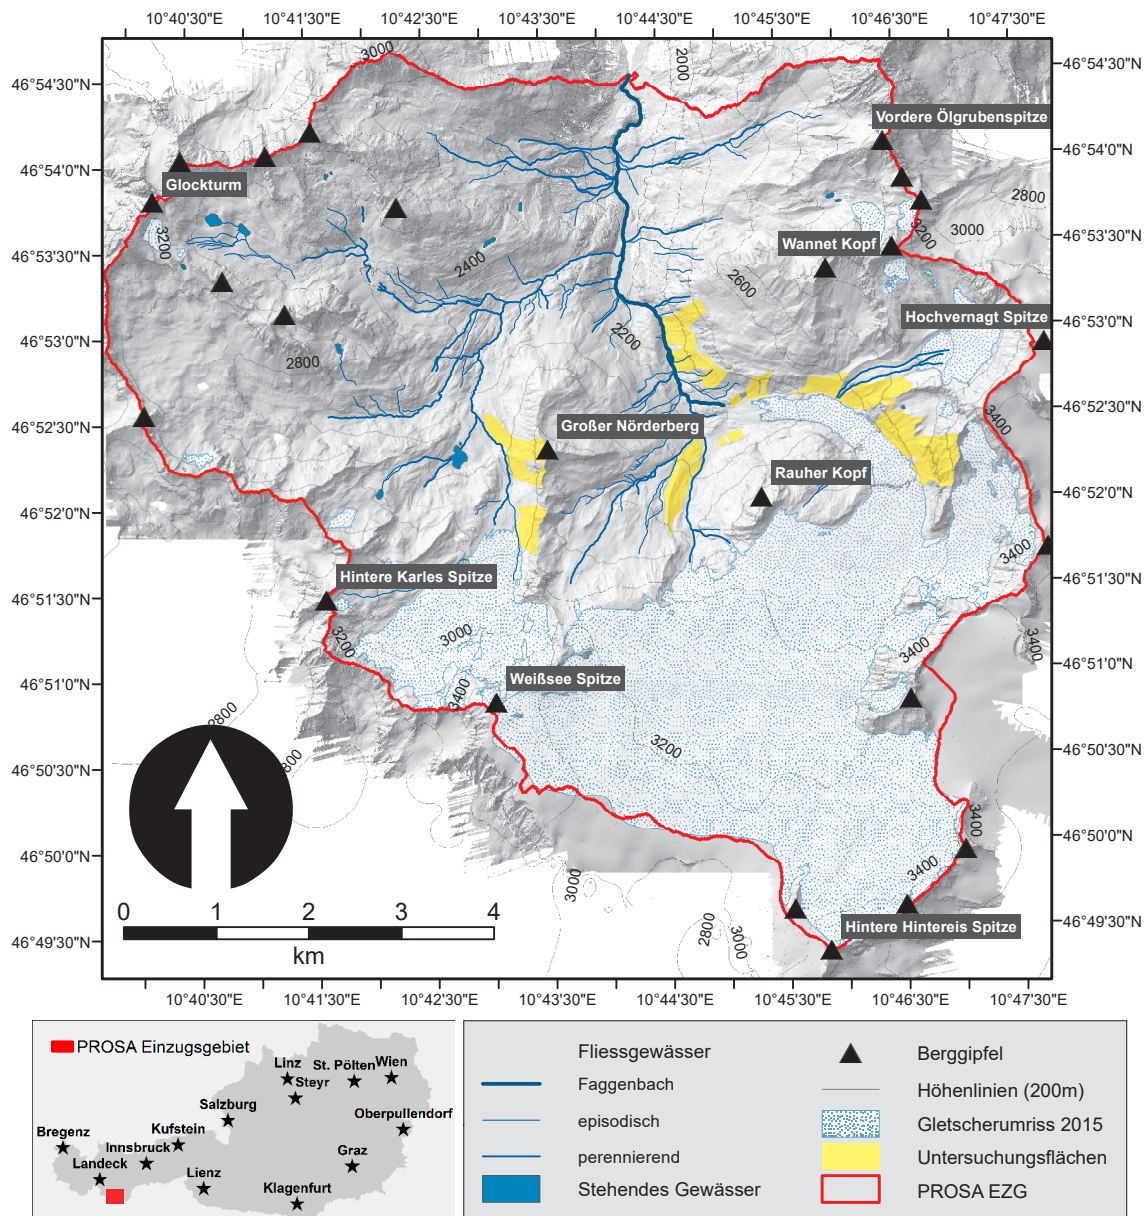 10°40'30"E 10°41'30"E 10°42'30"E 10°43'30"E 10°44'30"E 10°45'30"E 10°46'30"E 10°47'30"E
3000
2000
46°54'30"N
46°54'30"N
Vordere Ölgrubenspitze
46°54'0"N
46°54'0"N
Glockturm
2800
3200
3200
3000
Wannet Kopf
46°53'30"N
46°53'30"N
2400
2600
Hochvernagt Spitze
46°53'0"N
46°53'0"N
2200
2800
3400
46°52'30"N
46°52'30"N
Großer Nörderberg
Rauher Kopf
46°52'0"N
46°52'0"N
3400
Hintere Karles Spitze
46°51'30"N
46°51'30"N
3000
3200
3400
3400
46°51'0"N
46°51'0"N
Weißsee Spitze
3400
2800
3200
2800
46°50'30"N
46°50'30"N
3400
46°50'0"N
46°50'0"N
3000
3400
0 1 2 3 4
km
2800
3000
Hintere Hintereis Spitze
46°49'30"N
46°49'30"N
10°40'30"E 10°41'30"E 10°42'30"E 10°43'30"E 10°44'30"E 10°45'30"E 10°46'30"E 10°47'30"E
PROSA Einzugsgebiet
Linz
St. Pölten
Wien
Steyr
Salzburg
Oberpullendorf
Bregenz
Kufstein
Innsbruck
Graz
Landeck
Lienz
Klagenfurt
Fliessgewässer
Faggenbach
episodisch
perennierend
Stehendes Gewässer
Berggipfel
Höhenlinien (200m)
Gletscherumriss 2015
Untersuchungsflächen
PROSA EZG